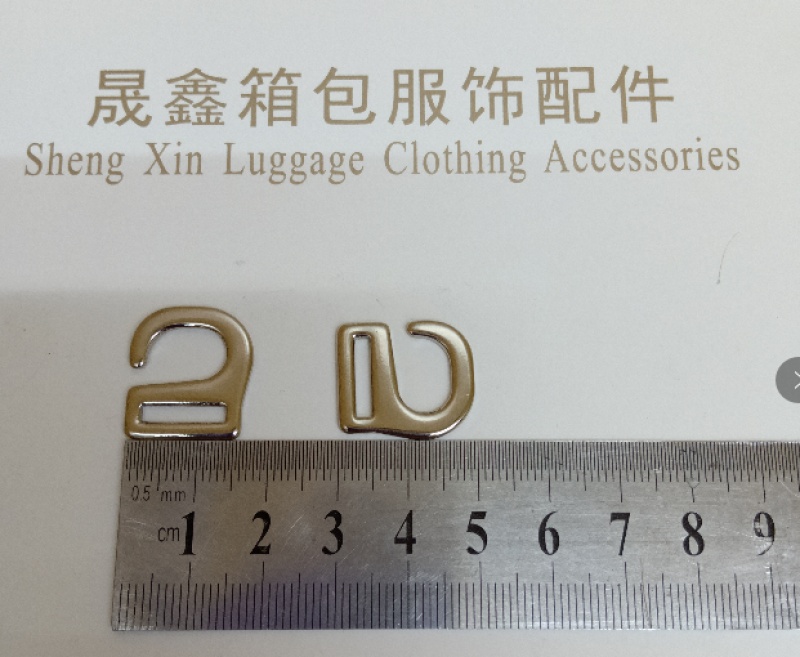 晟鑫箱包服饰配件
Sheng Xin Luggage Clothing Accessories
0.5 mm
cm 1 2 3 4 5 6 7 8 9